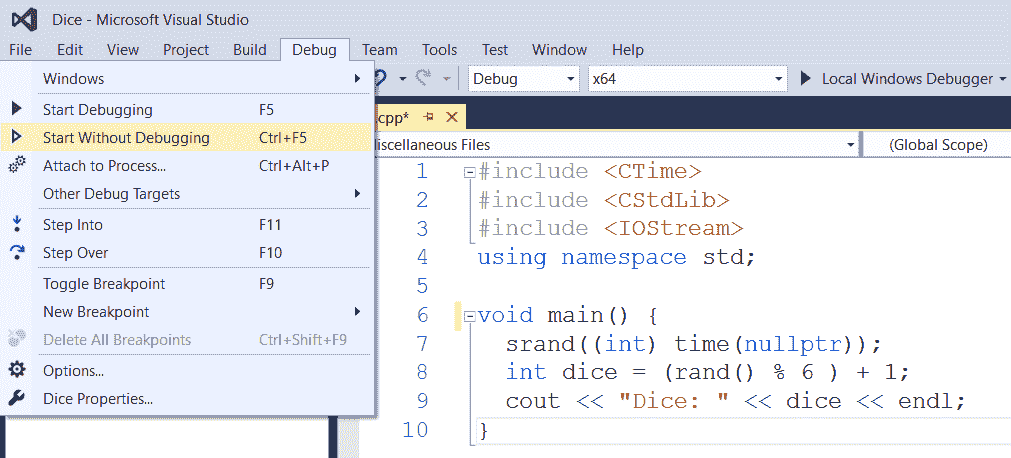 Dice - Microsoft Visual Studio
File Edit View Project Build Debug Team Tools Test Window Help
Windows
Start Debugging F5
Start Without Debugging Ctrl+F5
Attach to Process... Ctrl+Alt+P
Other Debug Targets
Step Into F11
Step Over F10
Toggle Breakpoint F9
New Breakpoint
Delete All Breakpoints Ctrl+Shift+F9
Options...
Dice Properties...
Debug x64 Local Windows Debugger
.cpp*
iscellaneous Files (Global Scope)
1 #include <CTime>
2 #include <CStdLib>
3 #include <IOStream>
4 using namespace std;
5
6 void main() {
7 srand((int) time(nullptr));
8 int dice = (rand() % 6 ) + 1;
9 cout << "Dice: " << dice << endl;
10 }